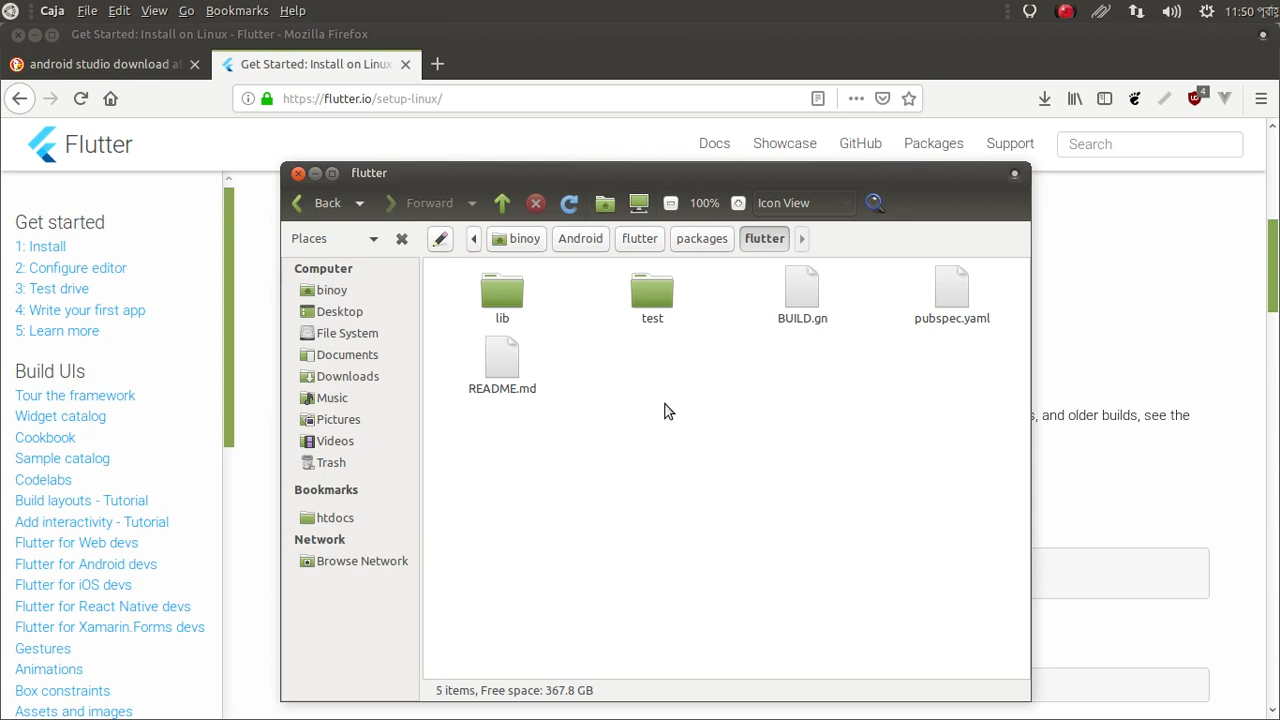 Caja File Edit View Go Bookmarks Help 11:50
Get Started: Install on Linux - Flutter - Mozilla Firefox
android studio download a
Get Started: Install on Linux
https://flutter.io/setup-linux/
4
Flutter
Docs Showcase GitHub Packages Support Search
flutter
Back Forward 100% Icon View
Places binoy Android flutter packages flutter
Get started
1: Install
2: Configure editor
3: Test drive
4: Write your first app
5: Learn more
Build UIs
Tour the framework
Widget catalog
Cookbook
Sample catalog
Codelabs
Build layouts - Tutorial
Add interactivity - Tutorial
Flutter for Web devs
Flutter for Android devs
Flutter for iOS devs
Flutter for React Native devs
Flutter for Xamarin.Forms devs
Gestures
Animations
Box constraints
Assets and images
Computer
binoy
Desktop
File System
Documents
Downloads
Music
Pictures
Videos
Trash
Bookmarks
htdocs
Network
Browse Network
lib test BUILD.gn pubspec.yaml
README.md
5 items, Free space: 367.8 GB
s, and older builds, see the